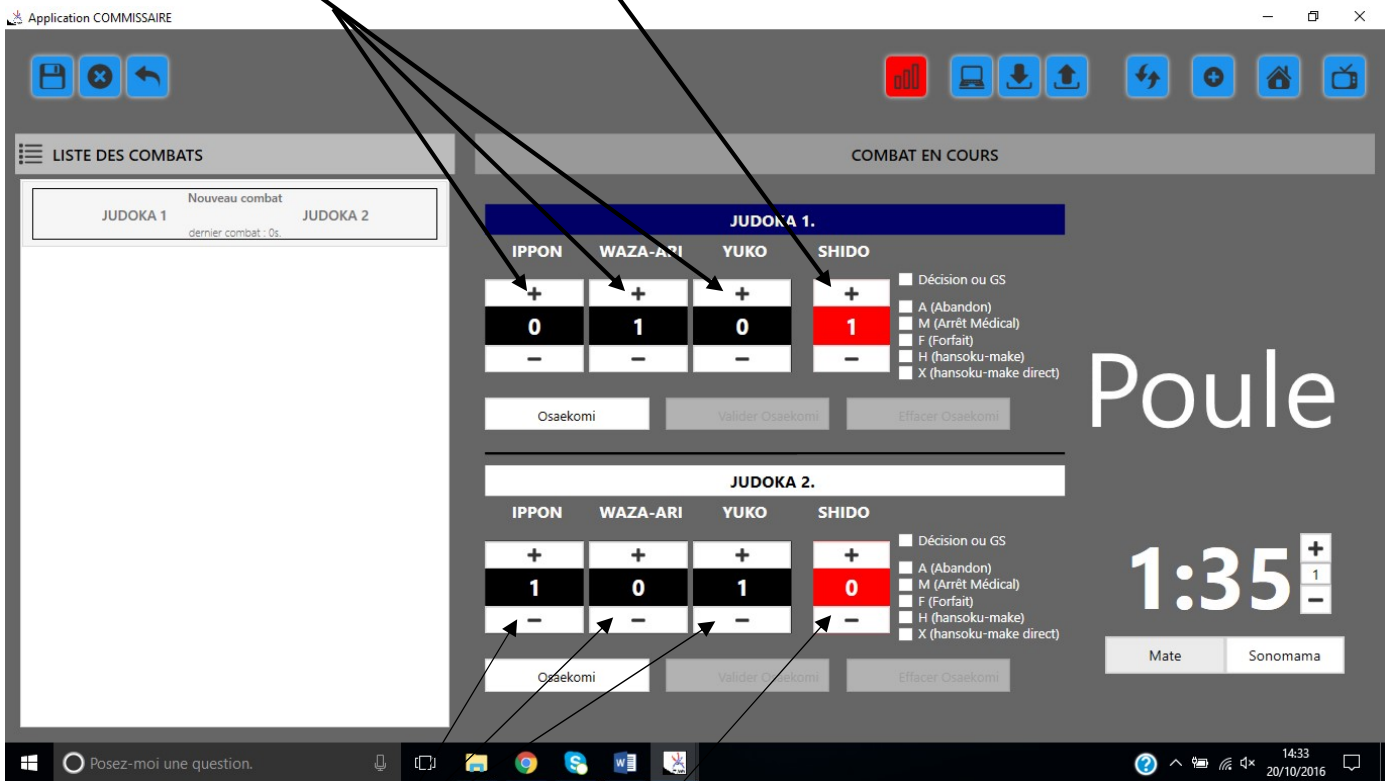 Application COMMISSAIRE
LISTE DES COMBATS
COMBAT EN COURS
Nouveau combat
JUDOKA 1 JUDOKA 2
dernier combat : 0s.
JUDOKA 1.
IPPON WAZA-ARI YUKO SHIDO
+ + + +
0 1 0 1
− − − −
Décision ou GS
A (Abandon)
M (Arrêt Médical)
F (Forfait)
H (hansoku-make)
X (hansoku-make direct)
Osaekomi Valider Osaekomi Effacer Osaekomi
Poule
JUDOKA 2.
IPPON WAZA-ARI YUKO SHIDO
+ + + +
1 0 1 0
− − − −
Décision ou GS
A (Abandon)
M (Arrêt Médical)
F (Forfait)
H (hansoku-make)
X (hansoku-make direct)
Osaekomi Valider Osaekomi Effacer Osaekomi
1:35
+
1
−
Mate Sonomama
Posez-moi une question.
14:33
20/10/2016